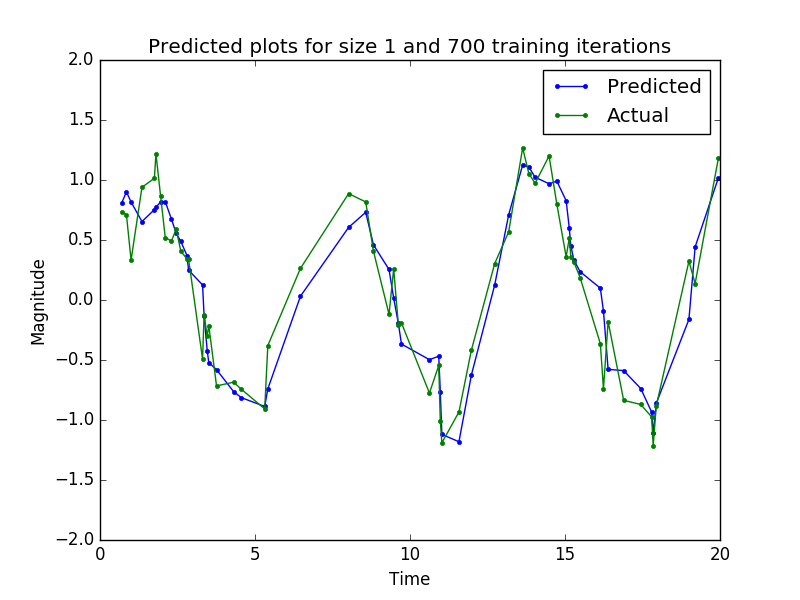 Predicted plots for size 1 and 700 training iterations
Predicted
Actual
2.0
1.5
1.0
0.5
0.0
−0.5
−1.0
−1.5
−2.0
Magnitude
0 5 10 15 20
Time